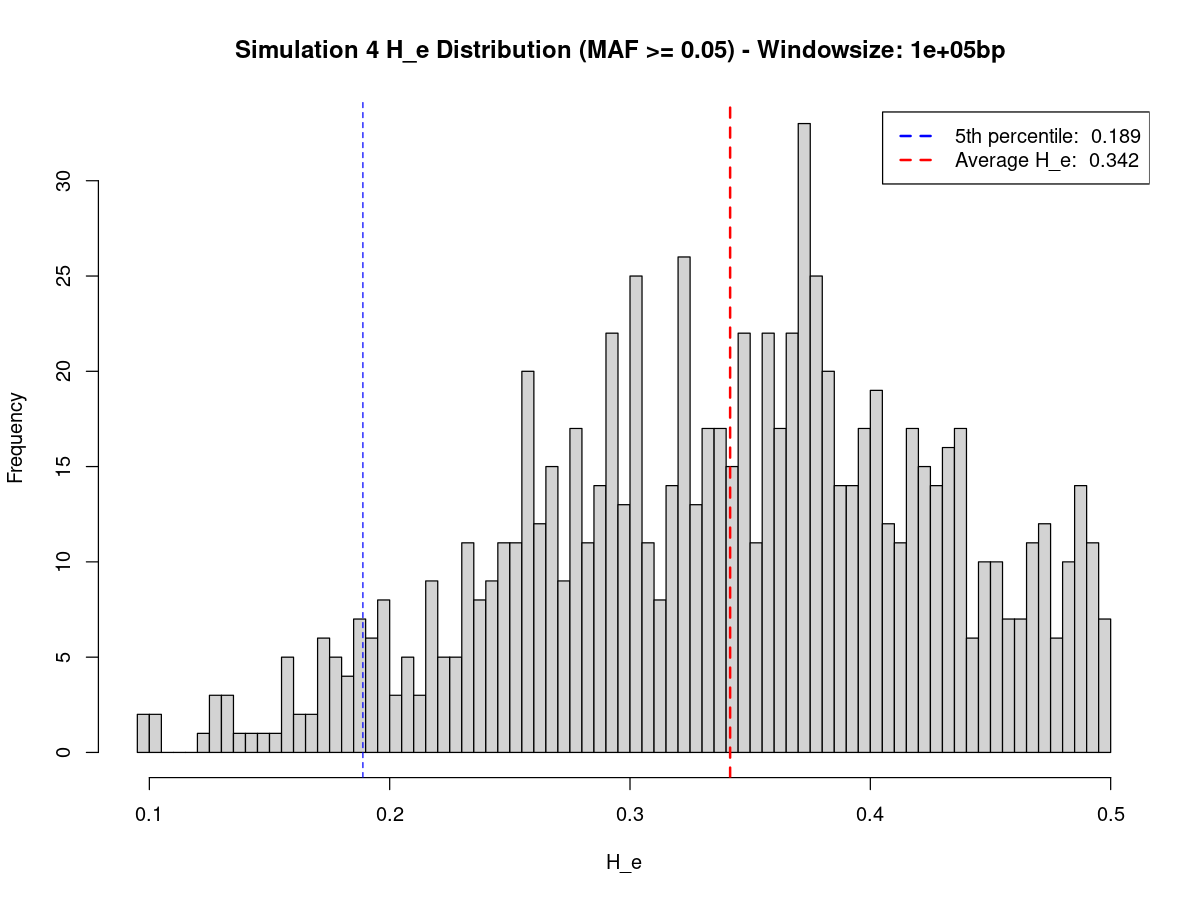 Simulation 4 H_e Distribution (MAF >= 0.05) - Windowsize: 1e+05bp
5th percentile: 0.189
Average H_e: 0.342
Frequency
30
25
20
15
10
5
0
0.1 0.2 0.3 0.4 0.5
H_e